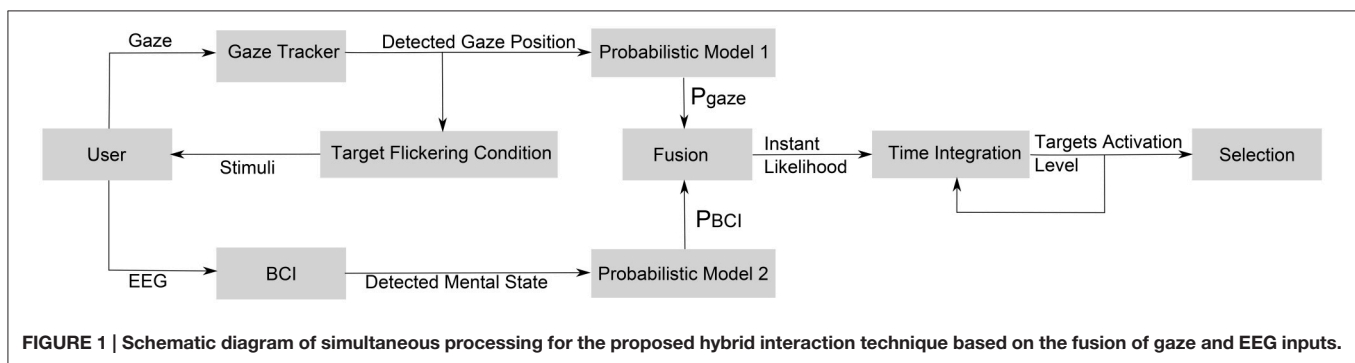 Gaze
Gaze Tracker
Detected Gaze Position
Probabilistic Model 1
Pgaze
User
Stimuli
Target Flickering Condition
Fusion
Instant
Likelihood
Time Integration
Targets Activation
Level
Selection
PBCI
EEG
BCI
Detected Mental State
Probabilistic Model 2
FIGURE 1 | Schematic diagram of simultaneous processing for the proposed hybrid interaction technique based on the fusion of gaze and EEG inputs.